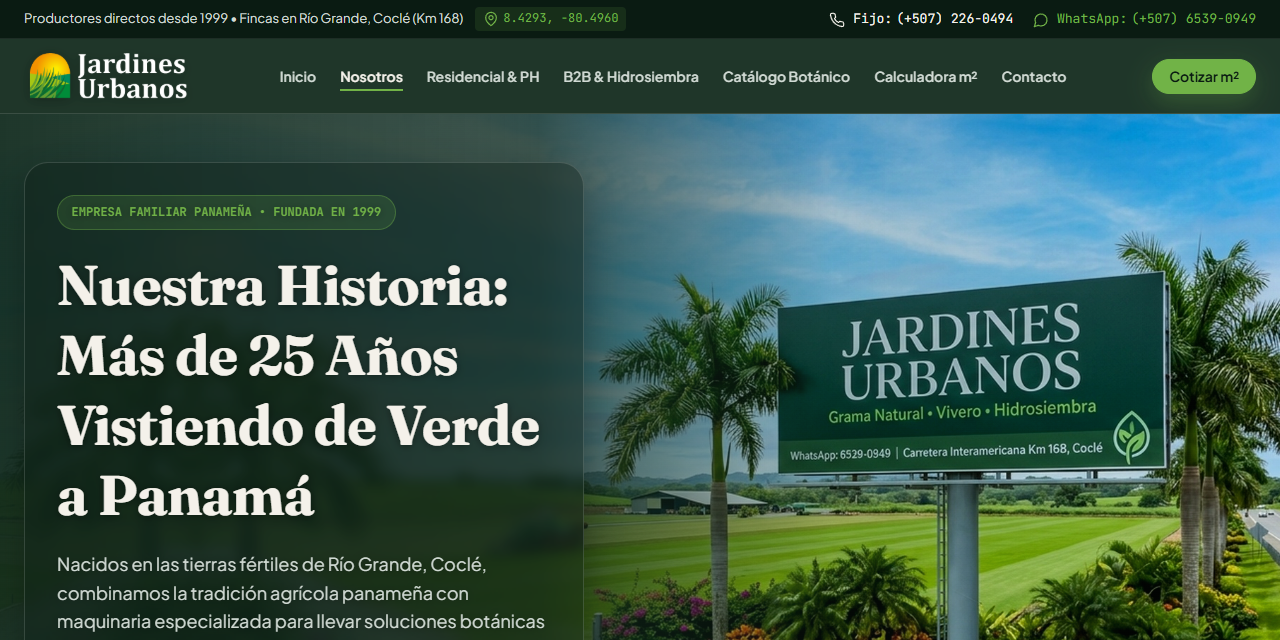 Productores directos desde 1999 • Fincas en Río Grande, Coclé (Km 168)
8.4293, -80.4960
Fijo: (+507) 226-0494
WhatsApp: (+507) 6539-0949
Jardines
Urbanos
Inicio
Nosotros
Residencial & PH
B2B & Hidrosiembra
Catálogo Botánico
Calculadora m²
Contacto
Cotizar m²
EMPRESA FAMILIAR PANAMEÑA • FUNDADA EN 1999
Nuestra Historia:
Más de 25 Años
Vistiendo de Verde
a Panamá
Nacidos en las tierras fértiles de Río Grande, Coclé,
combinamos la tradición agrícola panameña con
maquinaria especializada para llevar soluciones botánicas
JARDINES
URBANOS
Grama Natural • Vivero • Hidrosiembra
WhatsApp: 6529-0949 | Carretera Interamericana Km 168, Coclé